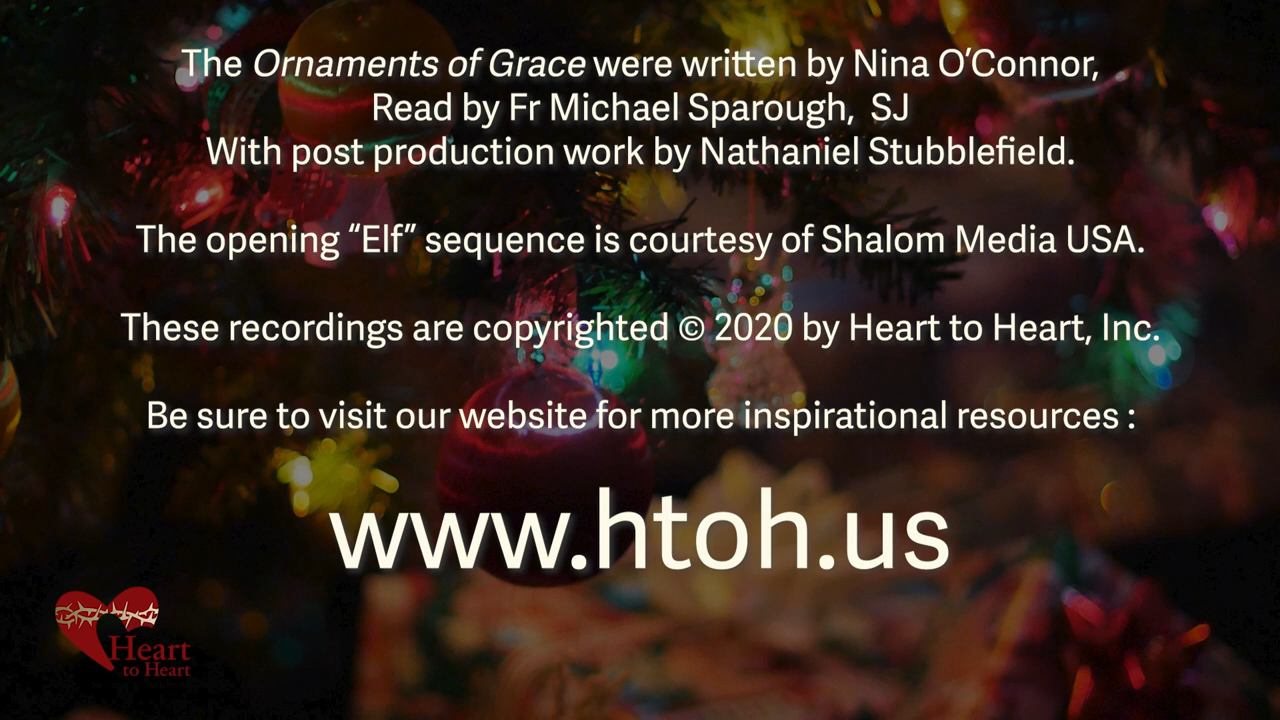 The Ornaments of Grace were written by Nina O’Connor,
Read by Fr Michael Sparough, SJ
With post production work by Nathaniel Stubblefield.
The opening “Elf” sequence is courtesy of Shalom Media USA.
These recordings are copyrighted © 2020 by Heart to Heart, Inc.
Be sure to visit our website for more inspirational resources :
www.htoh.us
Heart
to Heart